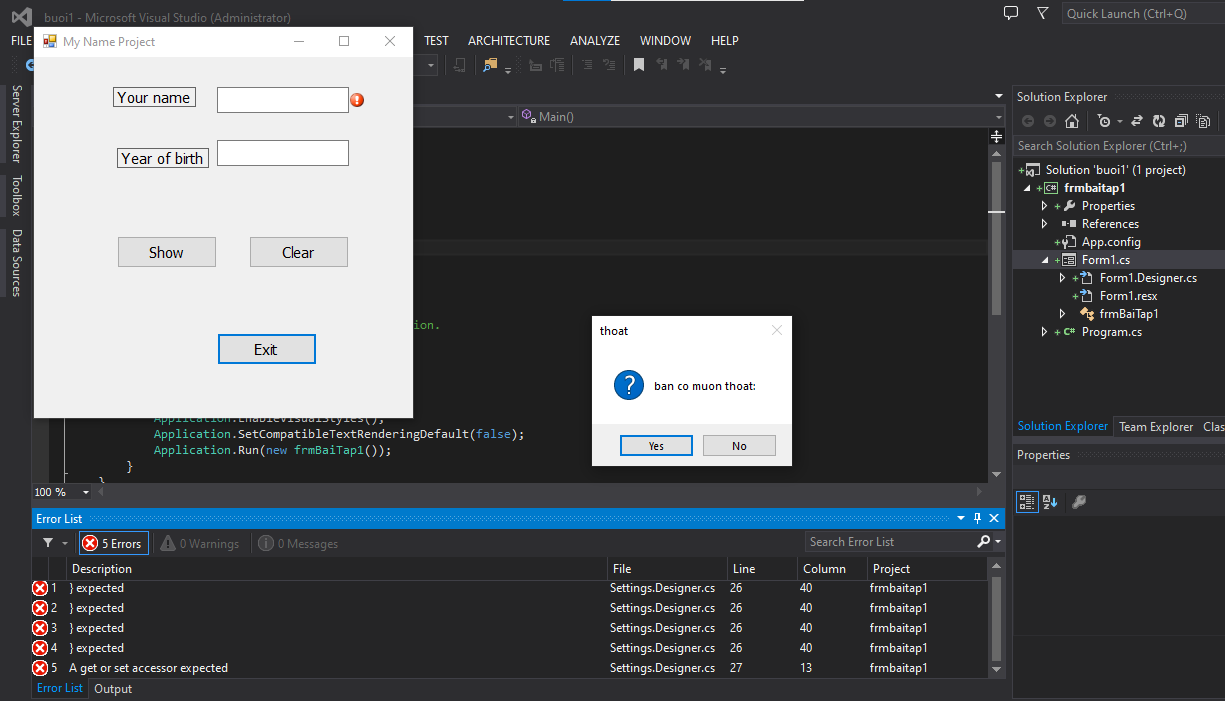 buoi1 - Microsoft Visual Studio (Administrator)
Quick Launch (Ctrl+Q)
FILE
TEST ARCHITECTURE ANALYZE WINDOW HELP
My Name Project
Your name
Year of birth
Show
Clear
Exit
Server Explorer
Toolbox
Data Sources
Main()
ion.
Application.EnableVisualStyles();
Application.SetCompatibleTextRenderingDefault(false);
Application.Run(new frmBaiTap1());
}
}
100 %
thoat
ban co muon thoat:
Yes
No
Solution Explorer
Search Solution Explorer (Ctrl+;)
Solution 'buoi1' (1 project)
frmbaitap1
Properties
References
App.config
Form1.cs
Form1.Designer.cs
Form1.resx
frmBaiTap1
Program.cs
Solution Explorer Team Explorer Clas
Properties
Error List
5 Errors 0 Warnings 0 Messages
Search Error List
Description File Line Column Project
1 } expected Settings.Designer.cs 26 40 frmbaitap1
2 } expected Settings.Designer.cs 26 40 frmbaitap1
3 } expected Settings.Designer.cs 26 40 frmbaitap1
4 } expected Settings.Designer.cs 26 40 frmbaitap1
5 A get or set accessor expected Settings.Designer.cs 27 13 frmbaitap1
Error List Output